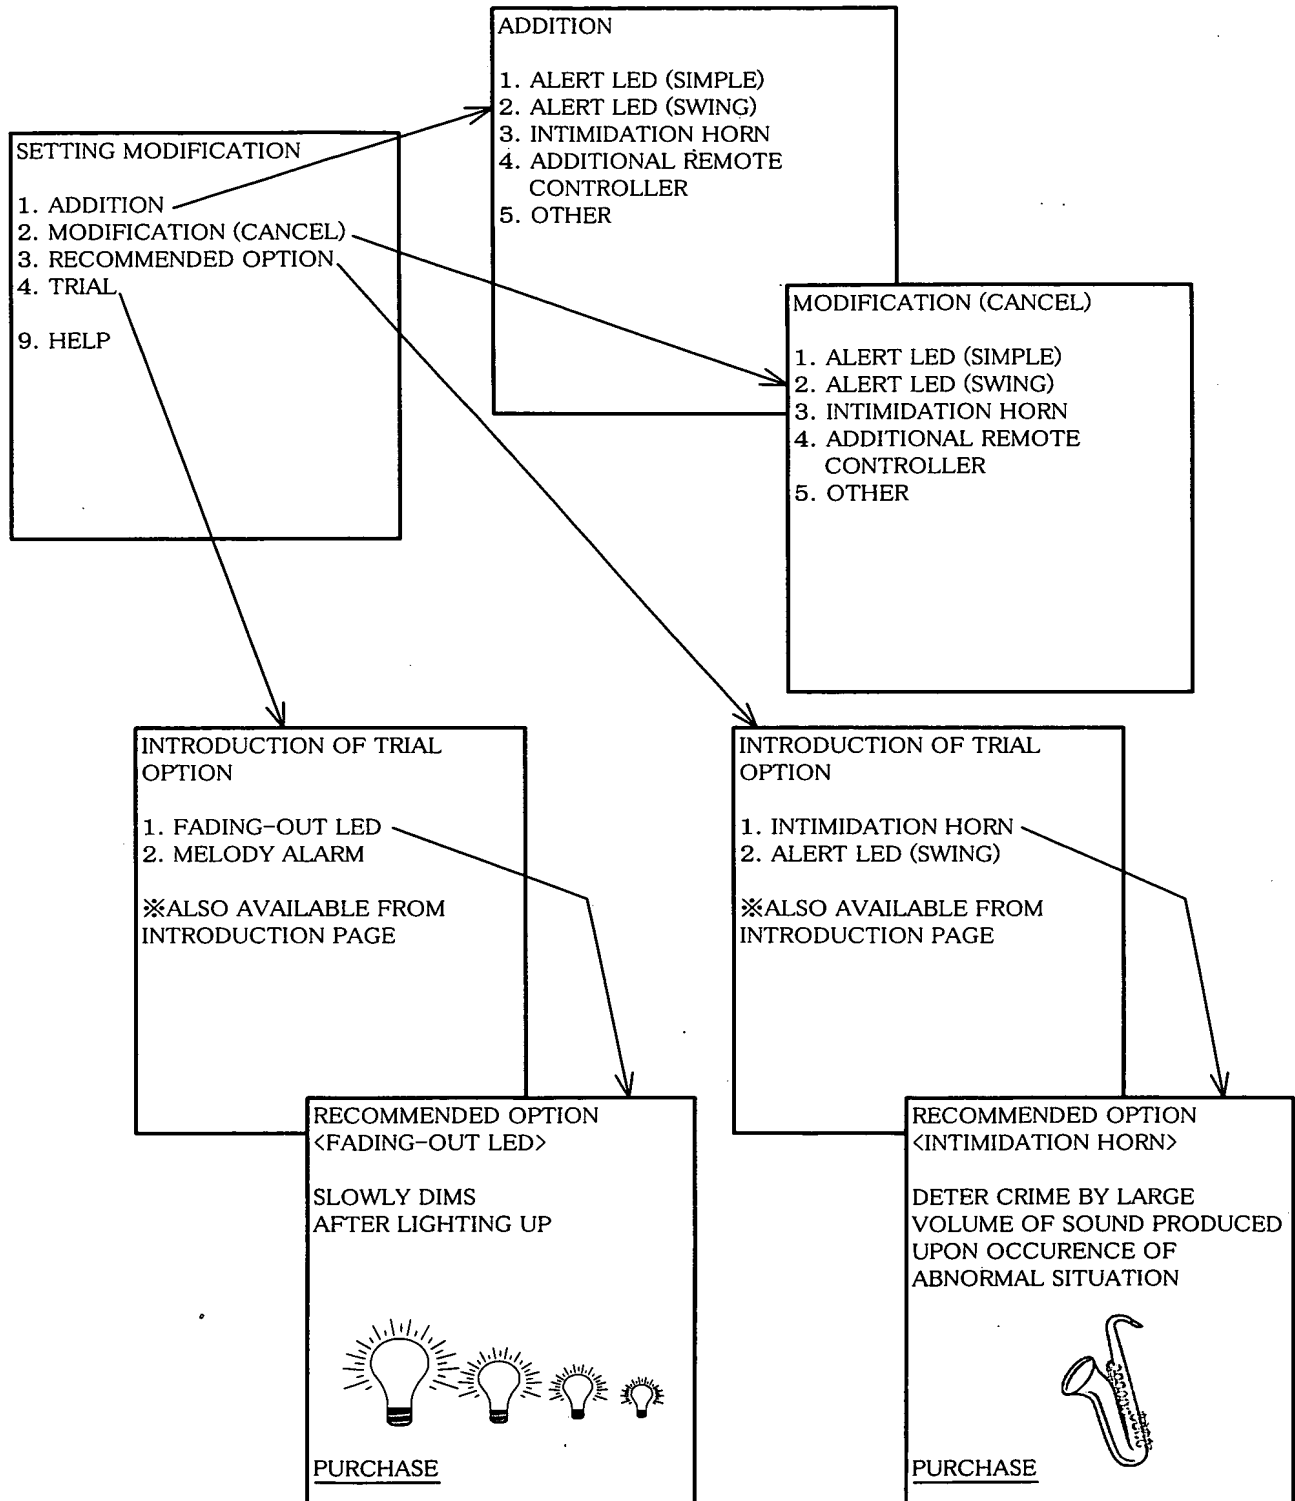 ADDITION
1. ALERT LED (SIMPLE)
2. ALERT LED (SWING)
3. INTIMIDATION HORN
4. ADDITIONAL REMOTE
CONTROLLER
5. OTHER
SETTING MODIFICATION
1. ADDITION
2. MODIFICATION (CANCEL)
3. RECOMMENDED OPTION
4. TRIAL
9. HELP
MODIFICATION (CANCEL)
1. ALERT LED (SIMPLE)
2. ALERT LED (SWING)
3. INTIMIDATION HORN
4. ADDITIONAL REMOTE
CONTROLLER
5. OTHER
INTRODUCTION OF TRIAL
OPTION
1. FADING-OUT LED
2. MELODY ALARM
※ALSO AVAILABLE FROM
INTRODUCTION PAGE
INTRODUCTION OF TRIAL
OPTION
1. INTIMIDATION HORN
2. ALERT LED (SWING)
※ALSO AVAILABLE FROM
INTRODUCTION PAGE
RECOMMENDED OPTION
<FADING-OUT LED>
SLOWLY DIMS
AFTER LIGHTING UP
PURCHASE
RECOMMENDED OPTION
<INTIMIDATION HORN>
DETER CRIME BY LARGE
VOLUME OF SOUND PRODUCED
UPON OCCURENCE OF
ABNORMAL SITUATION
PURCHASE